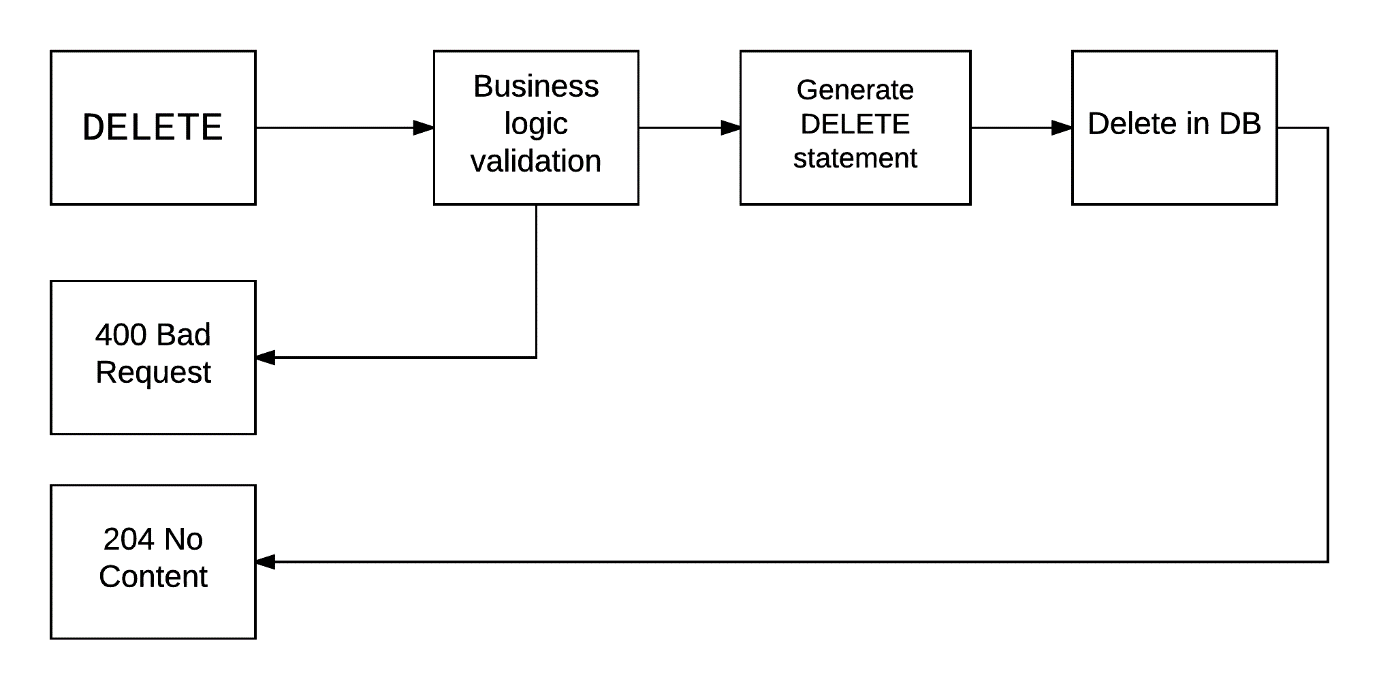 DELETE
Business
logic
validation
Generate
DELETE
statement
Delete in DB
400 Bad
Request
204 No
Content